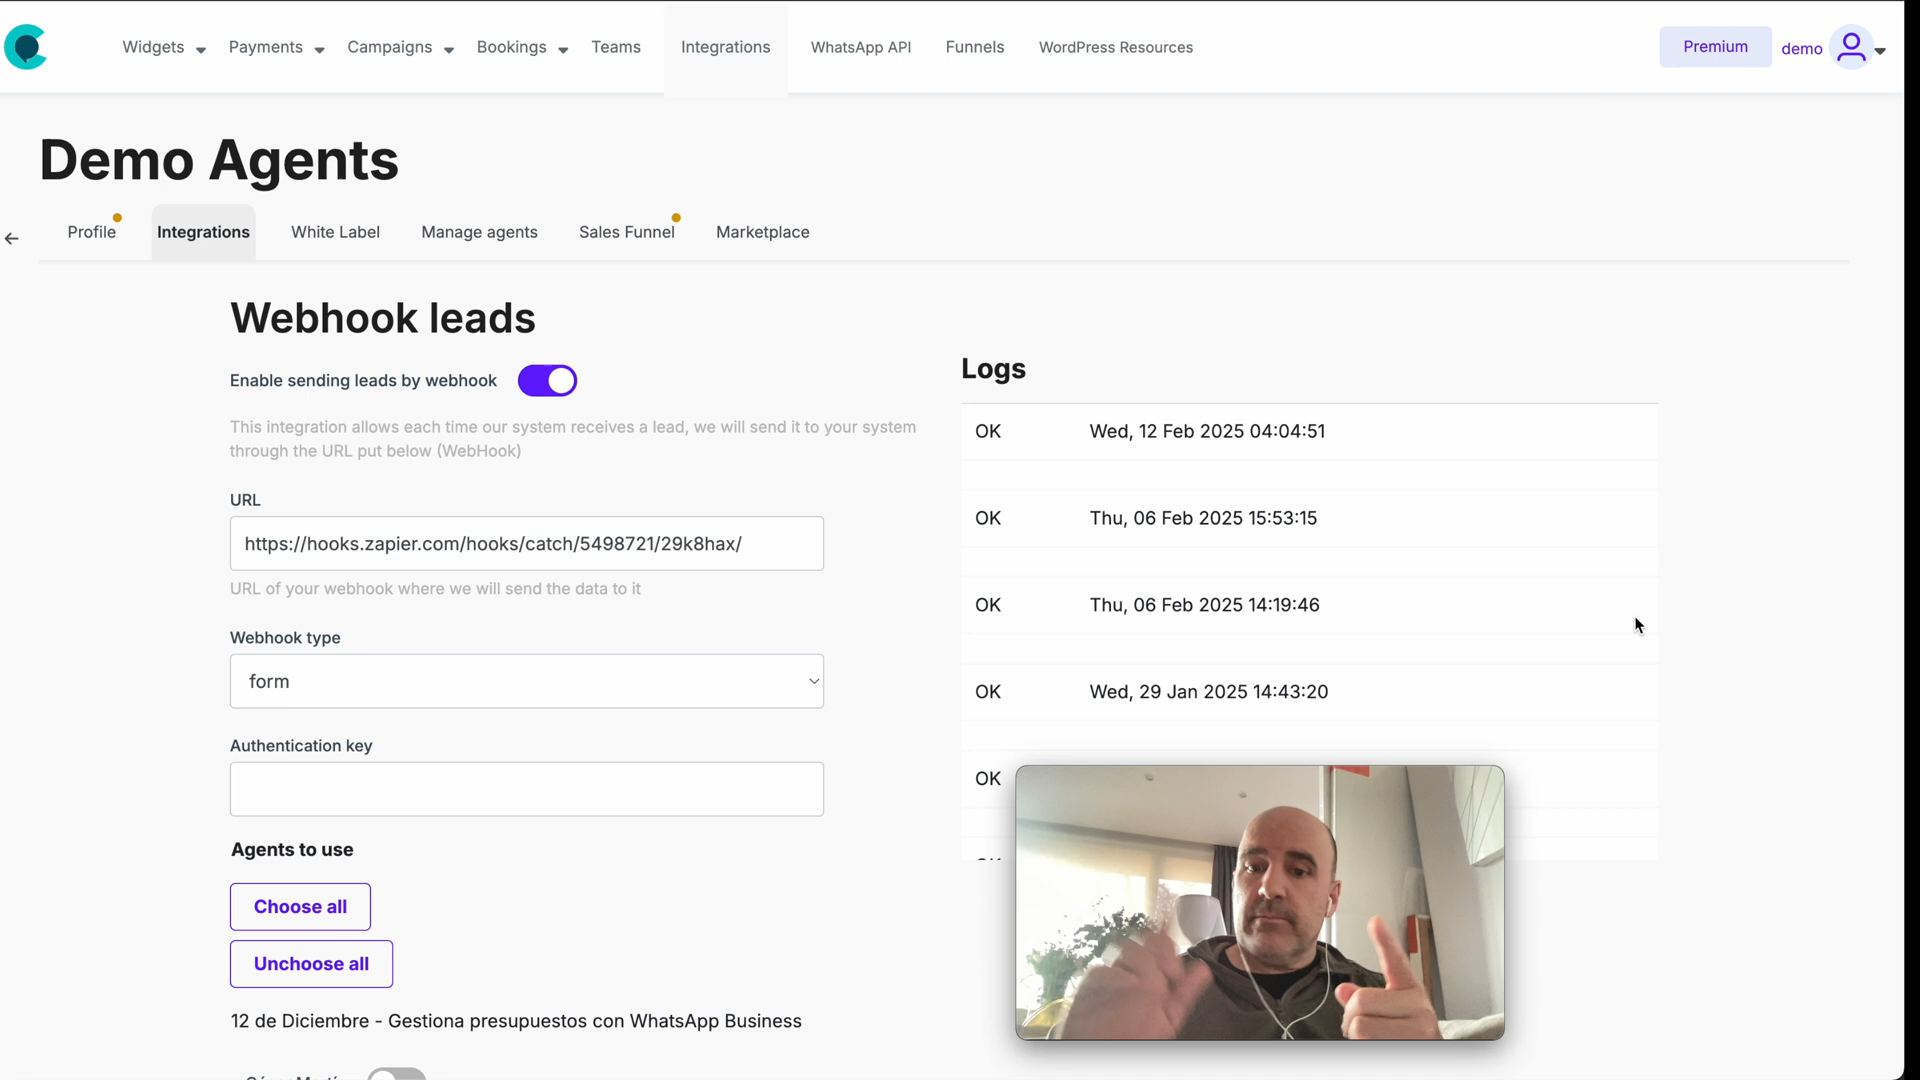 Widgets
Payments
Campaigns
Bookings
Teams
Integrations
WhatsApp API
Funnels
WordPress Resources
Premium
demo
Demo Agents
Profile
Integrations
White Label
Manage agents
Sales Funnel
Marketplace
Webhook leads
Enable sending leads by webhook
This integration allows each time our system receives a lead, we will send it to your system
through the URL put below (WebHook)
URL
https://hooks.zapier.com/hooks/catch/5498721/29k8hax/
URL of your webhook where we will send the data to it
Webhook type
form
Authentication key
Agents to use
Choose all
Unchoose all
12 de Diciembre - Gestiona presupuestos con WhatsApp Business
Logs
OK Wed, 12 Feb 2025 04:04:51
OK Thu, 06 Feb 2025 15:53:15
OK Thu, 06 Feb 2025 14:19:46
OK Wed, 29 Jan 2025 14:43:20
OK